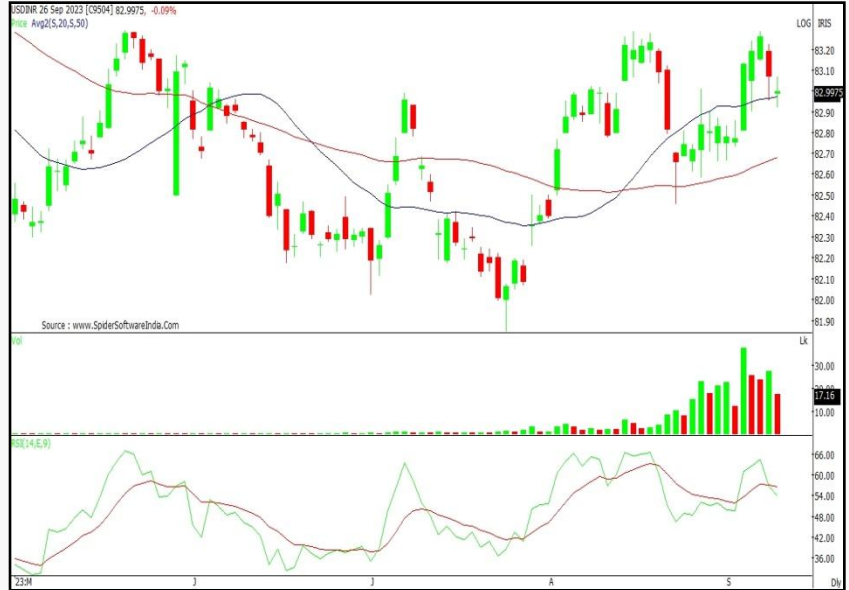 USDINR 26 Sep 2023 [C9504] 82.9975, -0.09%
Price Avg2(S,20,S,50)
LOG IRIS
83.20
83.10
82.9975
82.90
82.80
82.70
82.60
82.50
82.40
82.30
82.20
82.10
82.00
81.90
Source : www.SpiderSoftwareIndia.Com
Vol
Lk
30.00
17.16
10.00
RSI(14,E,9)
66.00
60.00
54.00
48.00
42.00
36.00
'23:M J J A S Dly